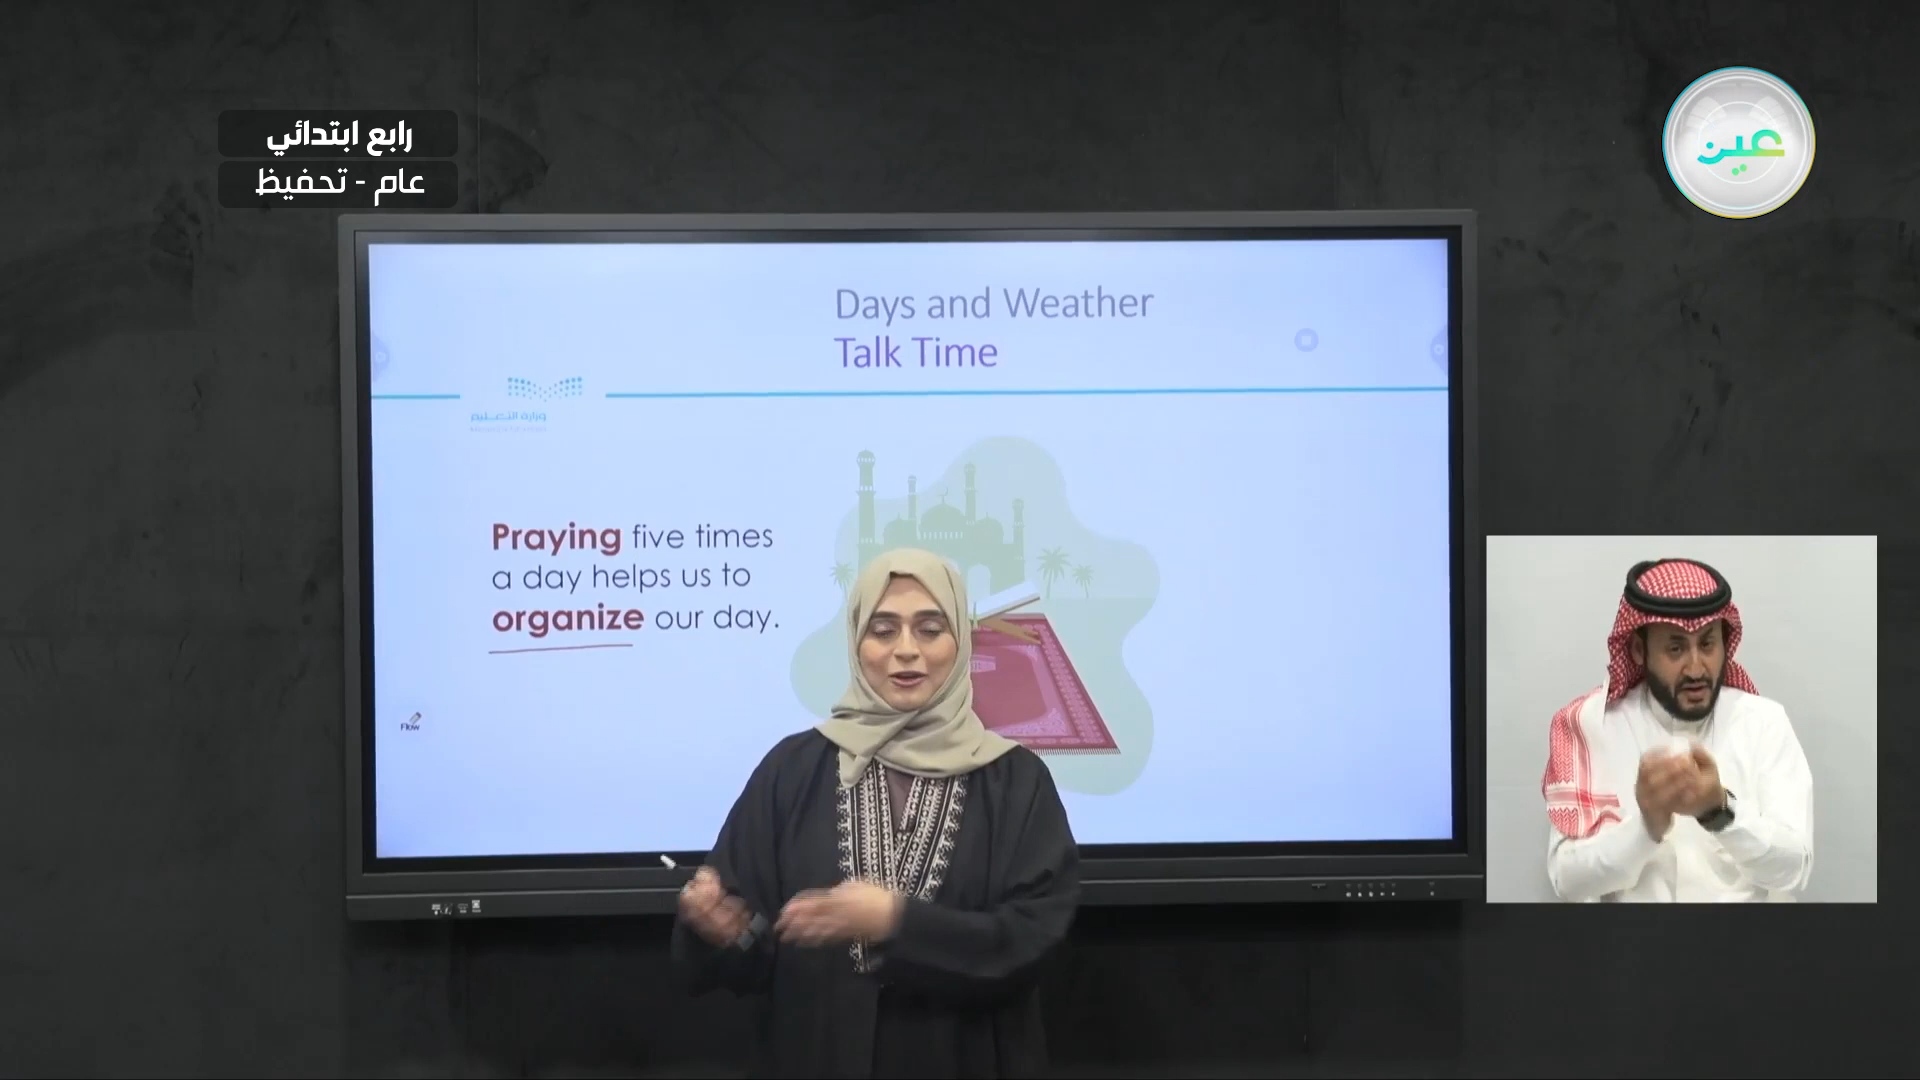 رابع ابتدائي
عام - تحفيظ
عين
Days and Weather
Talk Time
وزارة التعليم
Praying five times
a day helps us to
organize our day.
Flow